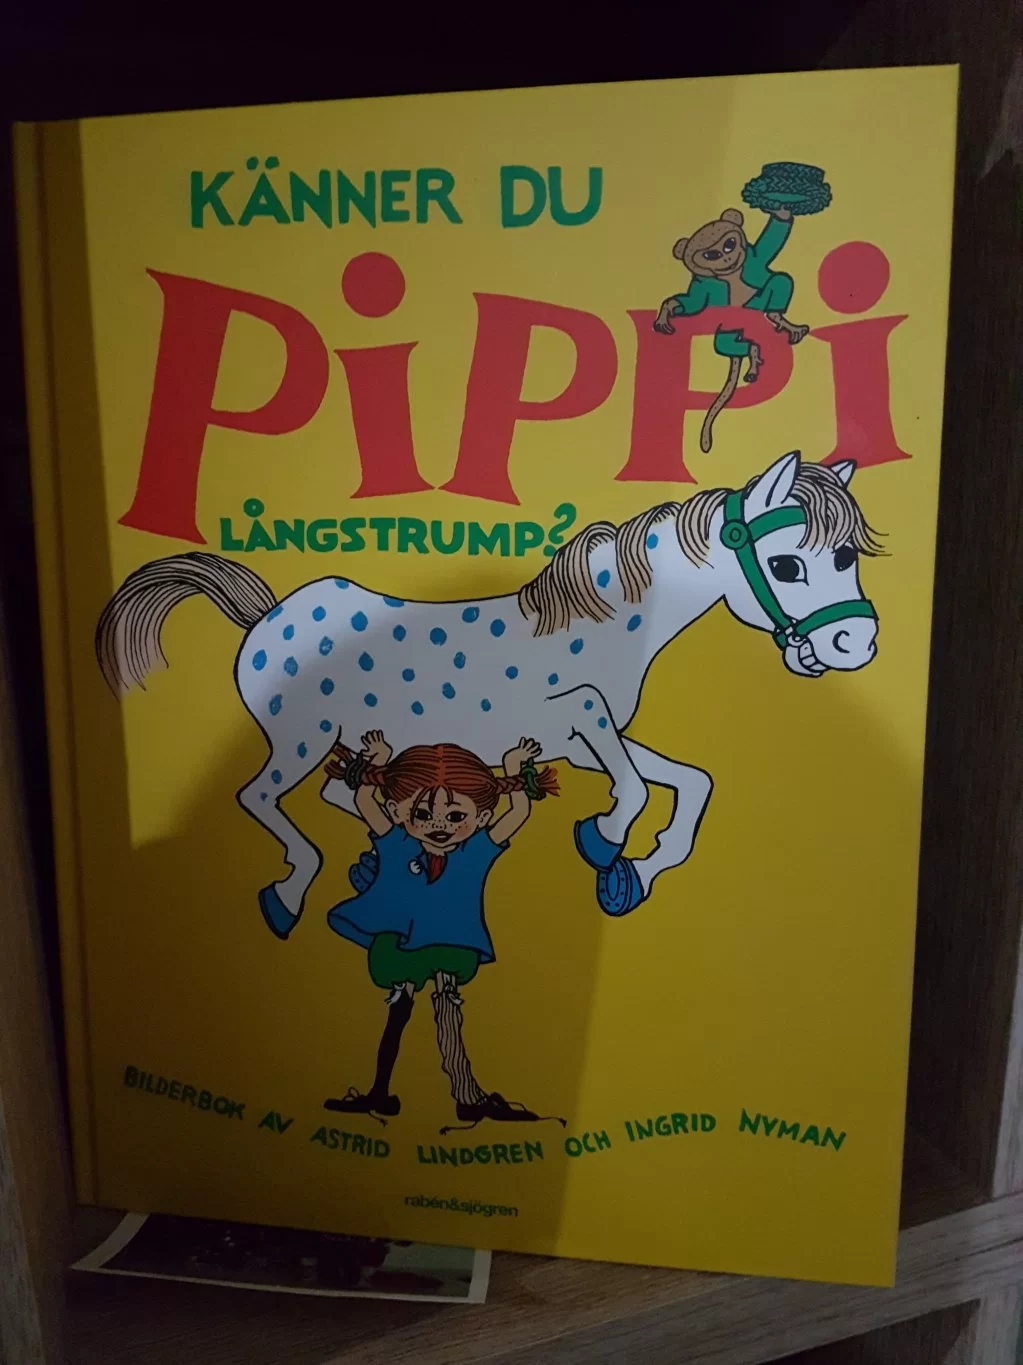 KÄNNER DU
PiPPi
LÅNGSTRUMP?
BILDERBOK AV ASTRID LINDGREN OCH INGRID NYMAN
rabén&sjögren